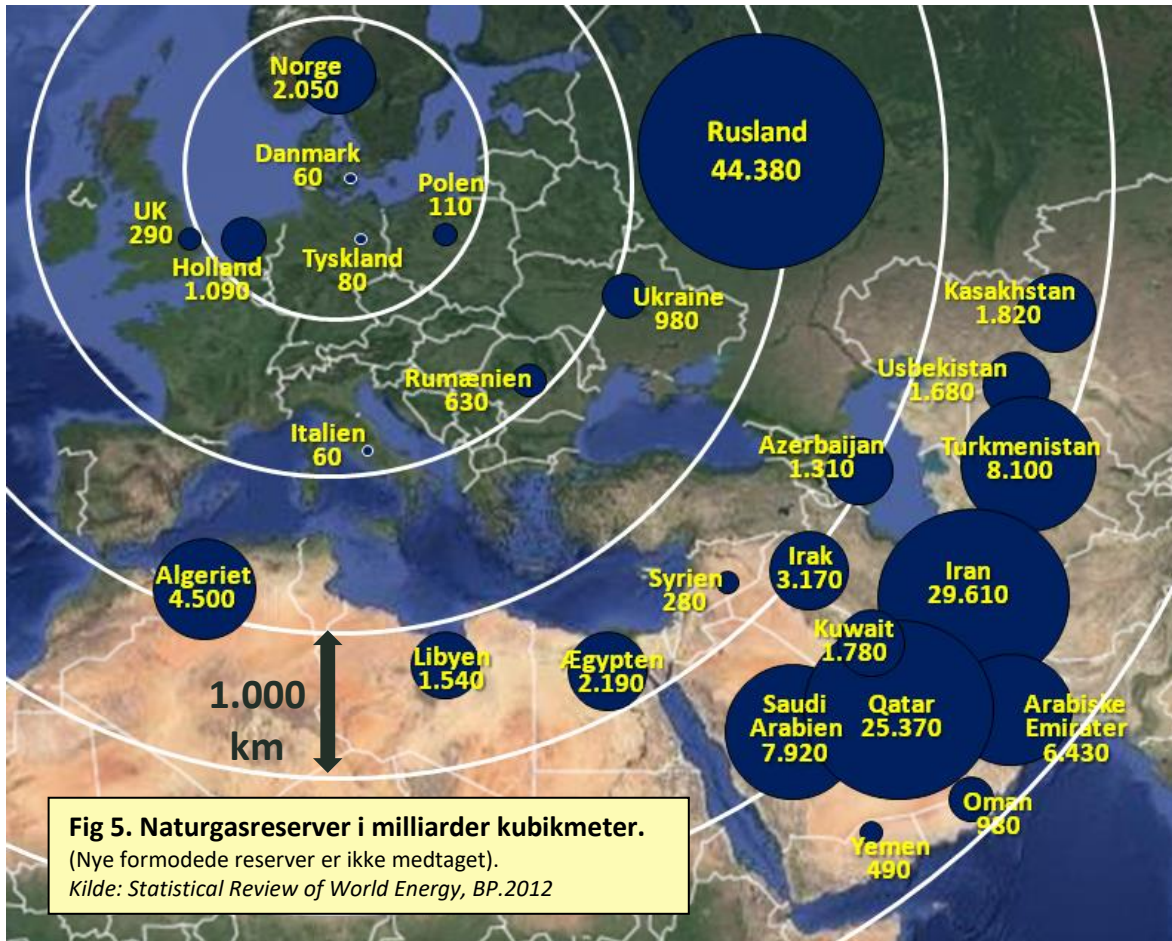 Norge
2.050
Danmark
60
Polen
110
UK
290
Holland
1.090
Tyskland
80
Rusland
44.380
Ukraine
980
Kasakhstan
1.820
Rumænien
630
Usbekistan
1.680
Italien
60
Azerbaijan
1.310
Turkmenistan
8.100
Algeriet
4.500
Syrien
280
Irak
3.170
Iran
29.610
Kuwait
1.780
Libyen
1.540
Ægypten
2.190
1.000
km
Saudi
Arabien
7.920
Qatar
25.370
Arabiske
Emirater
6.430
Oman
980
Yemen
490
Fig 5. Naturgasreserver i milliarder kubikmeter.
(Nye formodede reserver er ikke medtaget).
Kilde: Statistical Review of World Energy, BP.2012